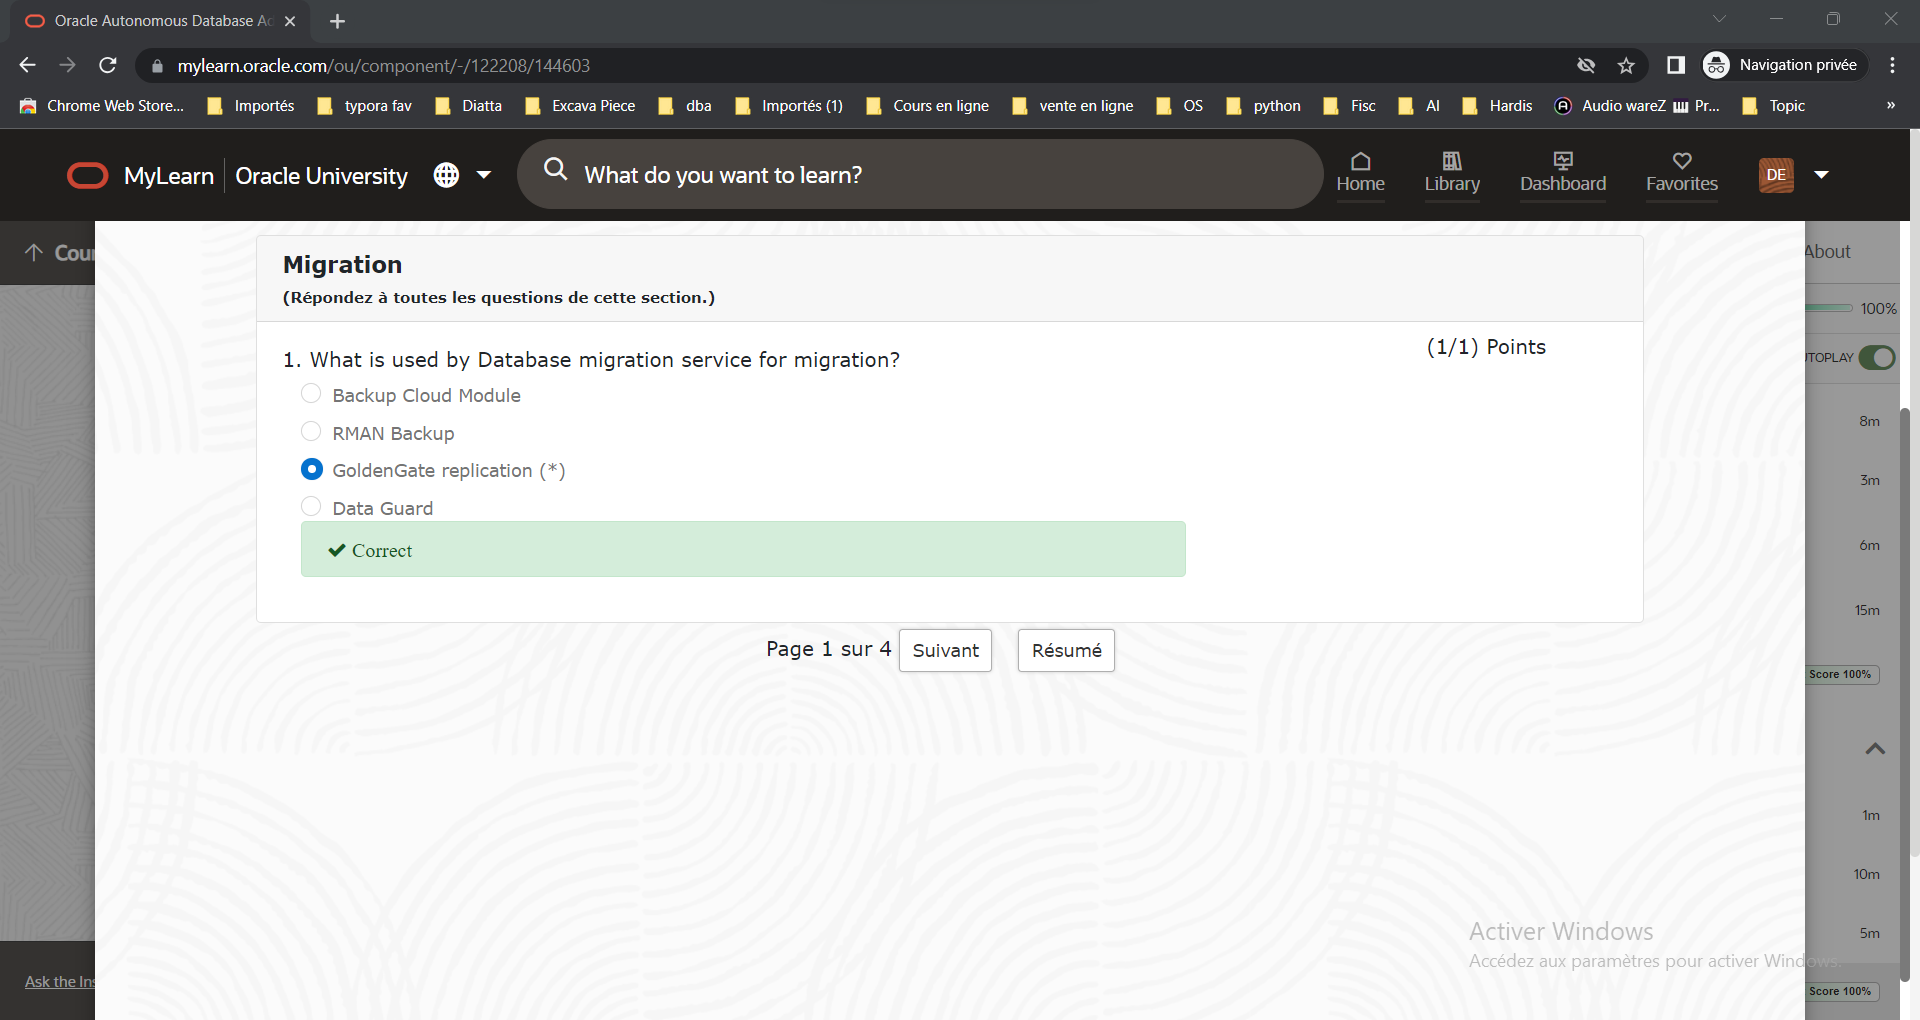 Oracle Autonomous Database Ad
mylearn.oracle.com/ou/component/-/122208/144603
Navigation privée
Chrome Web Store...
Importés
typora fav
Diatta
Excava Piece
dba
Importés (1)
Cours en ligne
vente en ligne
OS
python
Fisc
AI
Hardis
Audio wareZ
Pr...
Topic
»
MyLearn
Oracle University
What do you want to learn?
Home
Library
Dashboard
Favorites
DE
Cour
About
100%
Migration
(Répondez à toutes les questions de cette section.)
(1/1) Points
1. What is used by Database migration service for migration?
UTOPLAY
Backup Cloud Module
8m
RMAN Backup
GoldenGate replication (*)
3m
Data Guard
Correct
6m
15m
Page 1 sur 4
Suivant
Résumé
Score 100%
1m
10m
Activer Windows
5m
Accédez aux paramètres pour activer Windows.
Ask the Ins
Score 100%